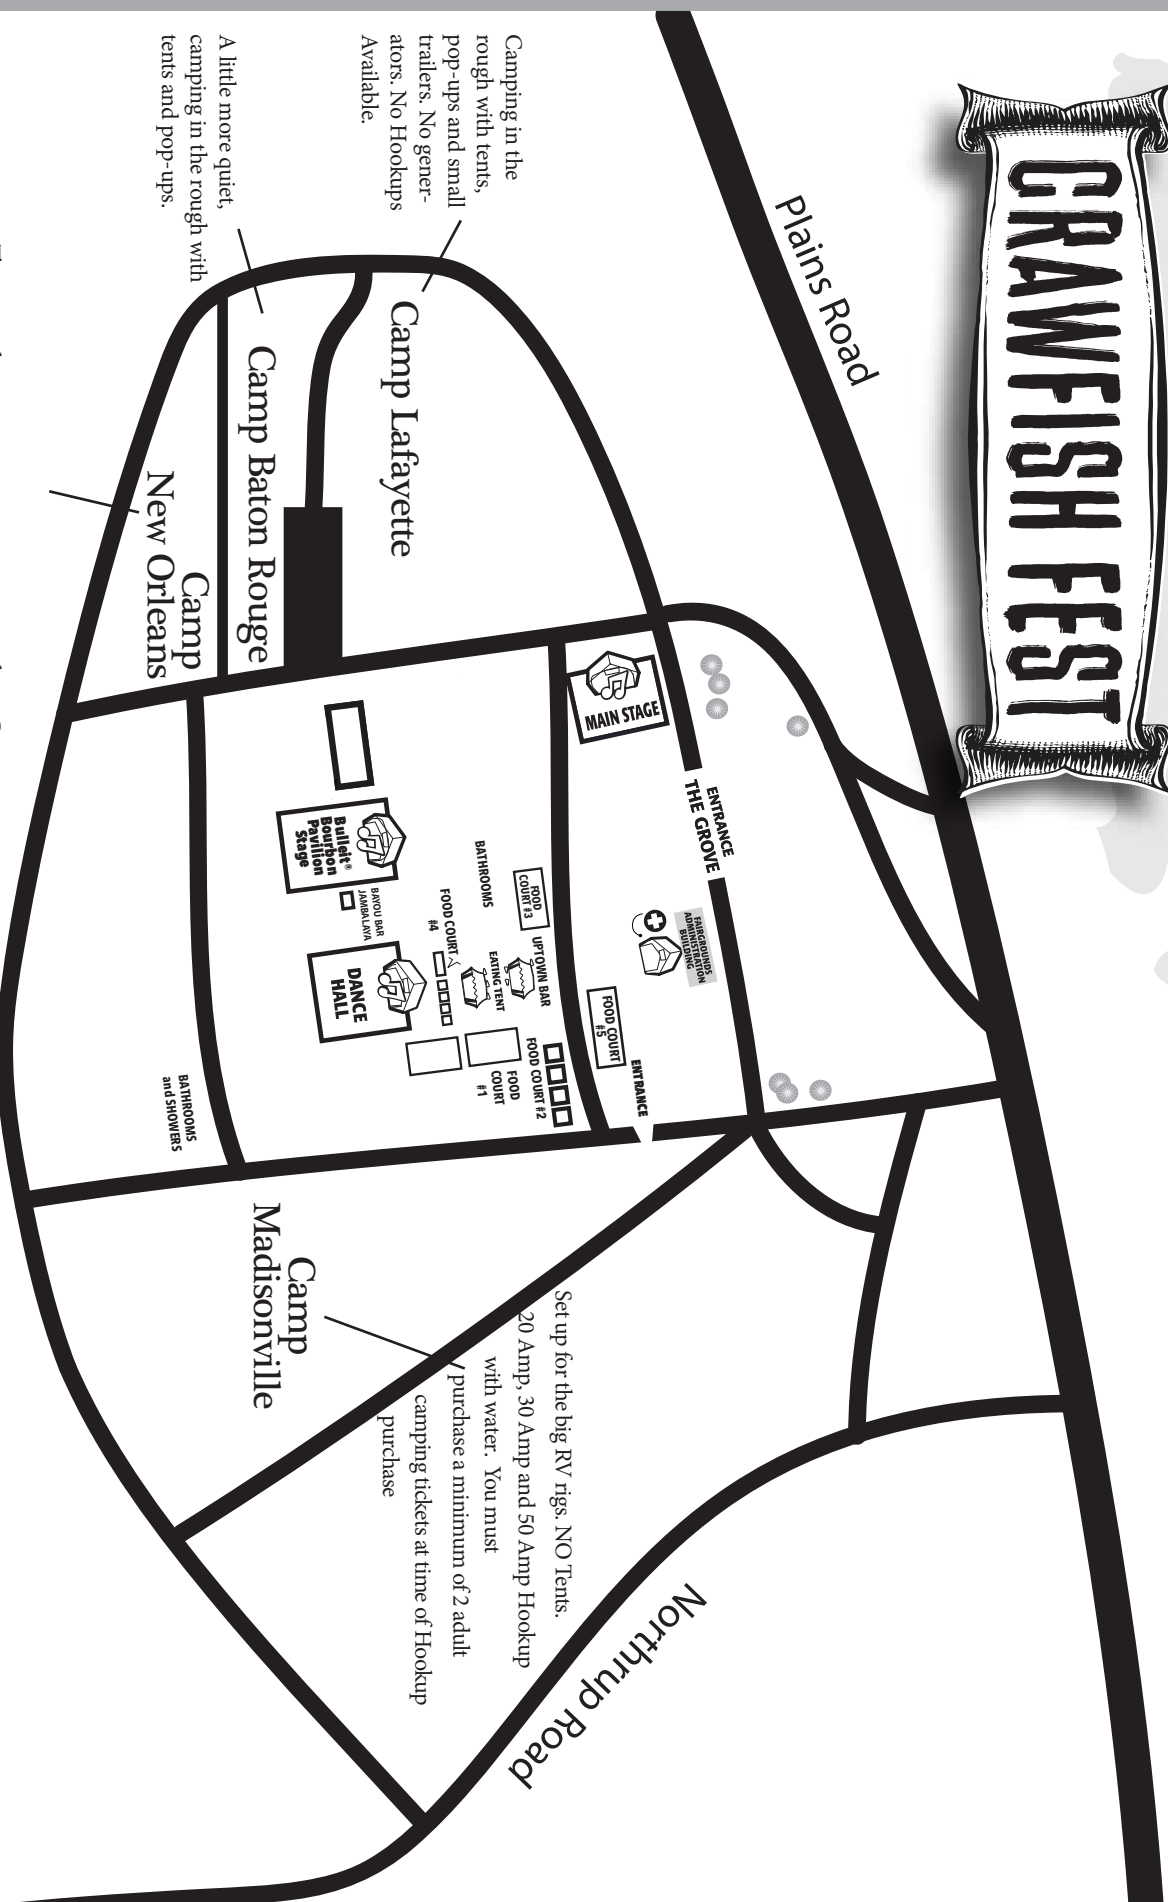 CRAWFISH FEST
Plains Road
Camping in the
rough with tents,
pop-ups and small
trailers. No gener-
ators. No Hookups
Available.
A little more quiet,
camping in the rough with
tents and pop-ups.
Camp Lafayette
Camp Baton Rouge
Camp
New Orleans
MAIN STAGE
ENTRANCE
THE GROVE
FAIRGROUNDS
ADMINISTRATION
BUILDING
FOOD COURT
#5
ENTRANCE
FOOD
COURT #3
UPTOWN BAR
BATHROOMS
EATING TENT
FOOD COURT
#4
FOOD COURT #2
FOOD
COURT
#1
Bulleit®
Bourbon
Pavilion
Stage
BAYOU BAR
JAMBALAYA
DANCE
HALL
BATHROOMS
and SHOWERS
Camp
Madisonville
Set up for the big RV rigs. NO Tents.
20 Amp, 30 Amp and 50 Amp Hookup
with water. You must
purchase a minimum of 2 adult
camping tickets at time of Hookup
purchase
Northrup Road